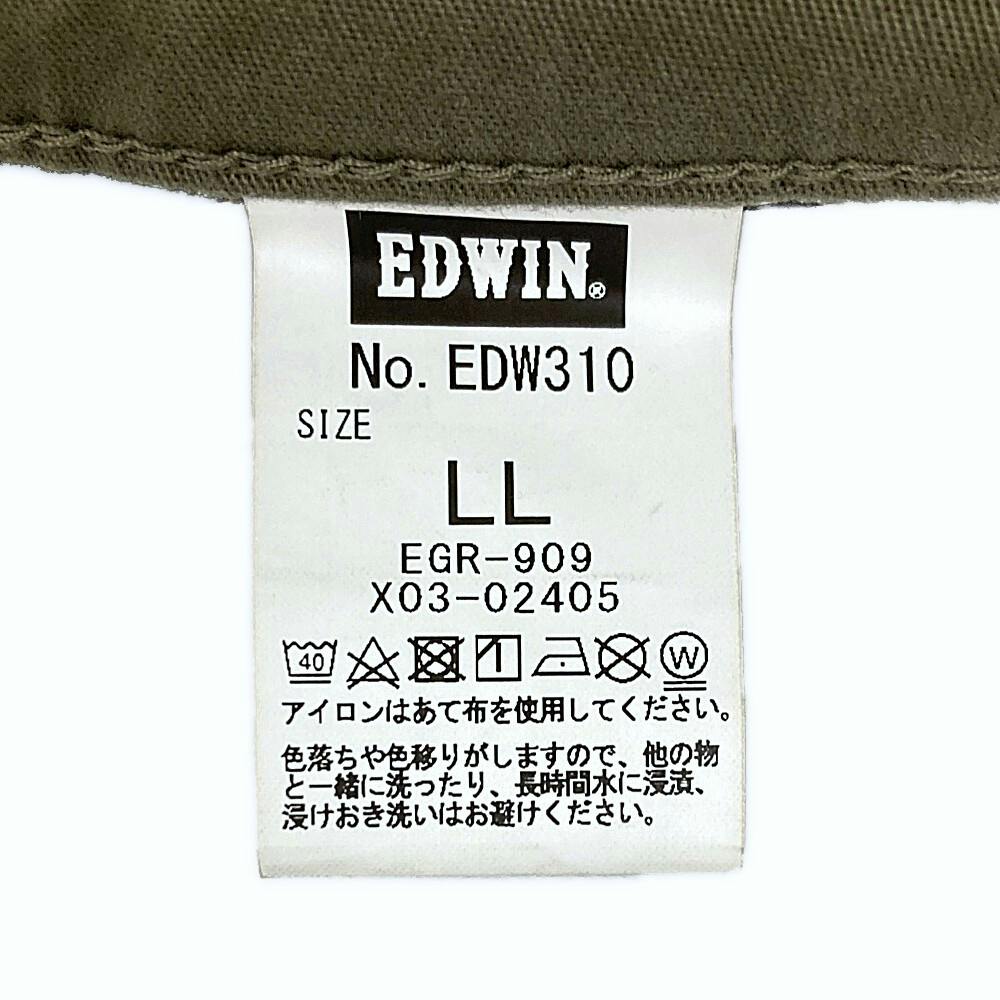 EDWIN®
No. EDW310
SIZE
LL
EGR-909
X03-02405
40 W
アイロンはあて布を使用してください。
色落ちや色移りがしますので、他の物
と一緒に洗ったり、長時間水に浸漬、
浸けおき洗いはお避けください。